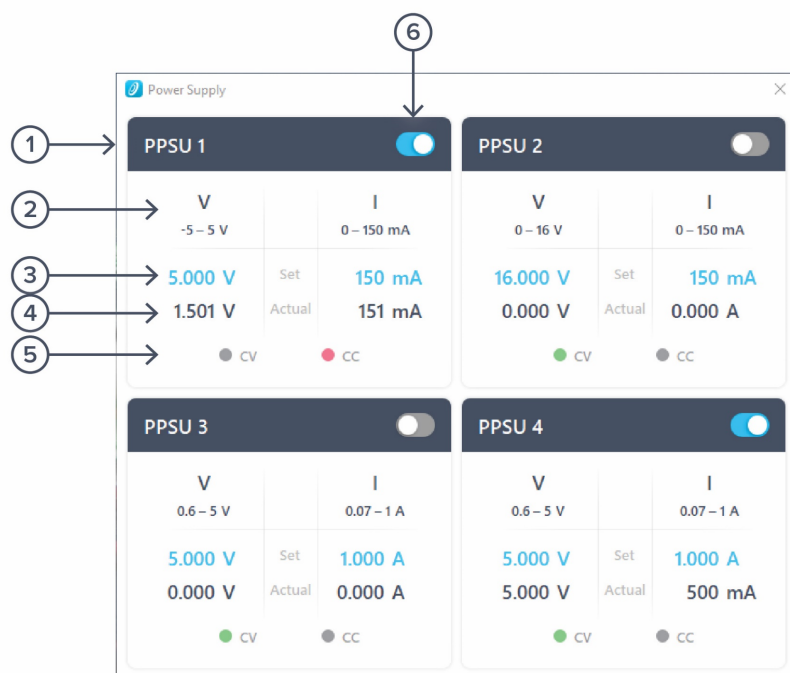 6
Power Supply
1
PPSU 1
PPSU 2
2
V I
-5 – 5 V 0 – 150 mA
V I
0 – 16 V 0 – 150 mA
3
5.000 V Set 150 mA
16.000 V Set 150 mA
4
1.501 V Actual 151 mA
0.000 V Actual 0.000 A
5
CV CC
CV CC
PPSU 3
PPSU 4
V I
0.6 – 5 V 0.07 – 1 A
V I
0.6 – 5 V 0.07 – 1 A
5.000 V Set 1.000 A
5.000 V Set 1.000 A
0.000 V Actual 0.000 A
5.000 V Actual 500 mA
CV CC
CV CC